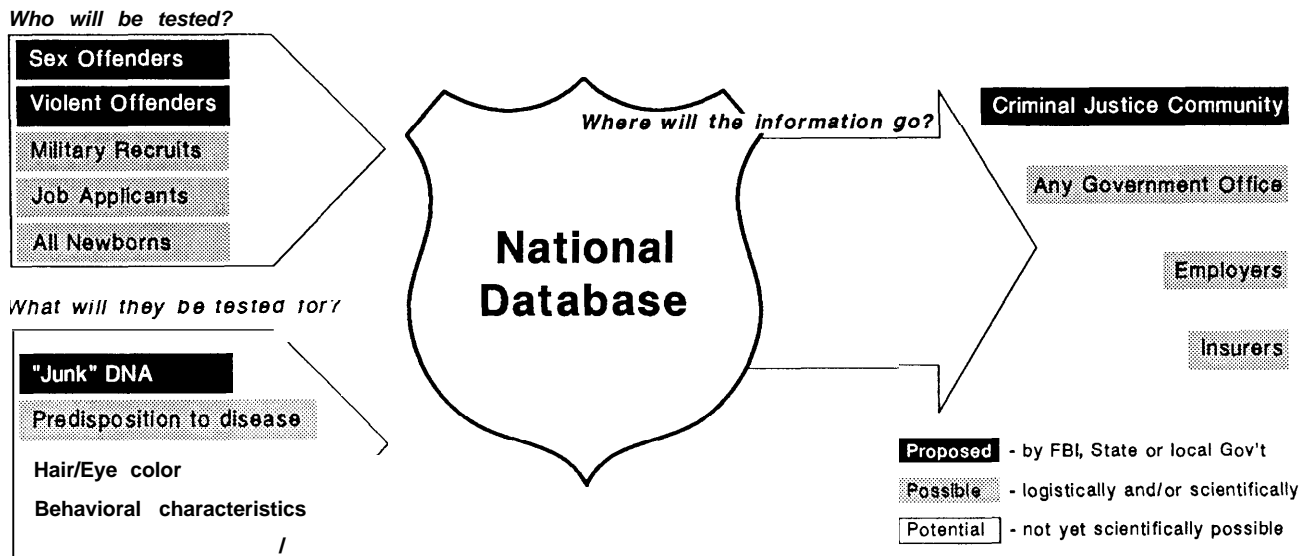 Who will be tested?
Sex Offenders
Violent Offenders
Military Recruits
Job Applicants
All Newborns
What will they be tested for?
"Junk" DNA
Predisposition to disease
Hair/Eye color
Behavioral characteristics
National
Database
Where will the information go?
Criminal Justice Community
Any Government Office
Employers
Insurers
Proposed - by FBI, State or local Gov't
Possible - logistically and/or scientifically
Potential - not yet scientifically possible